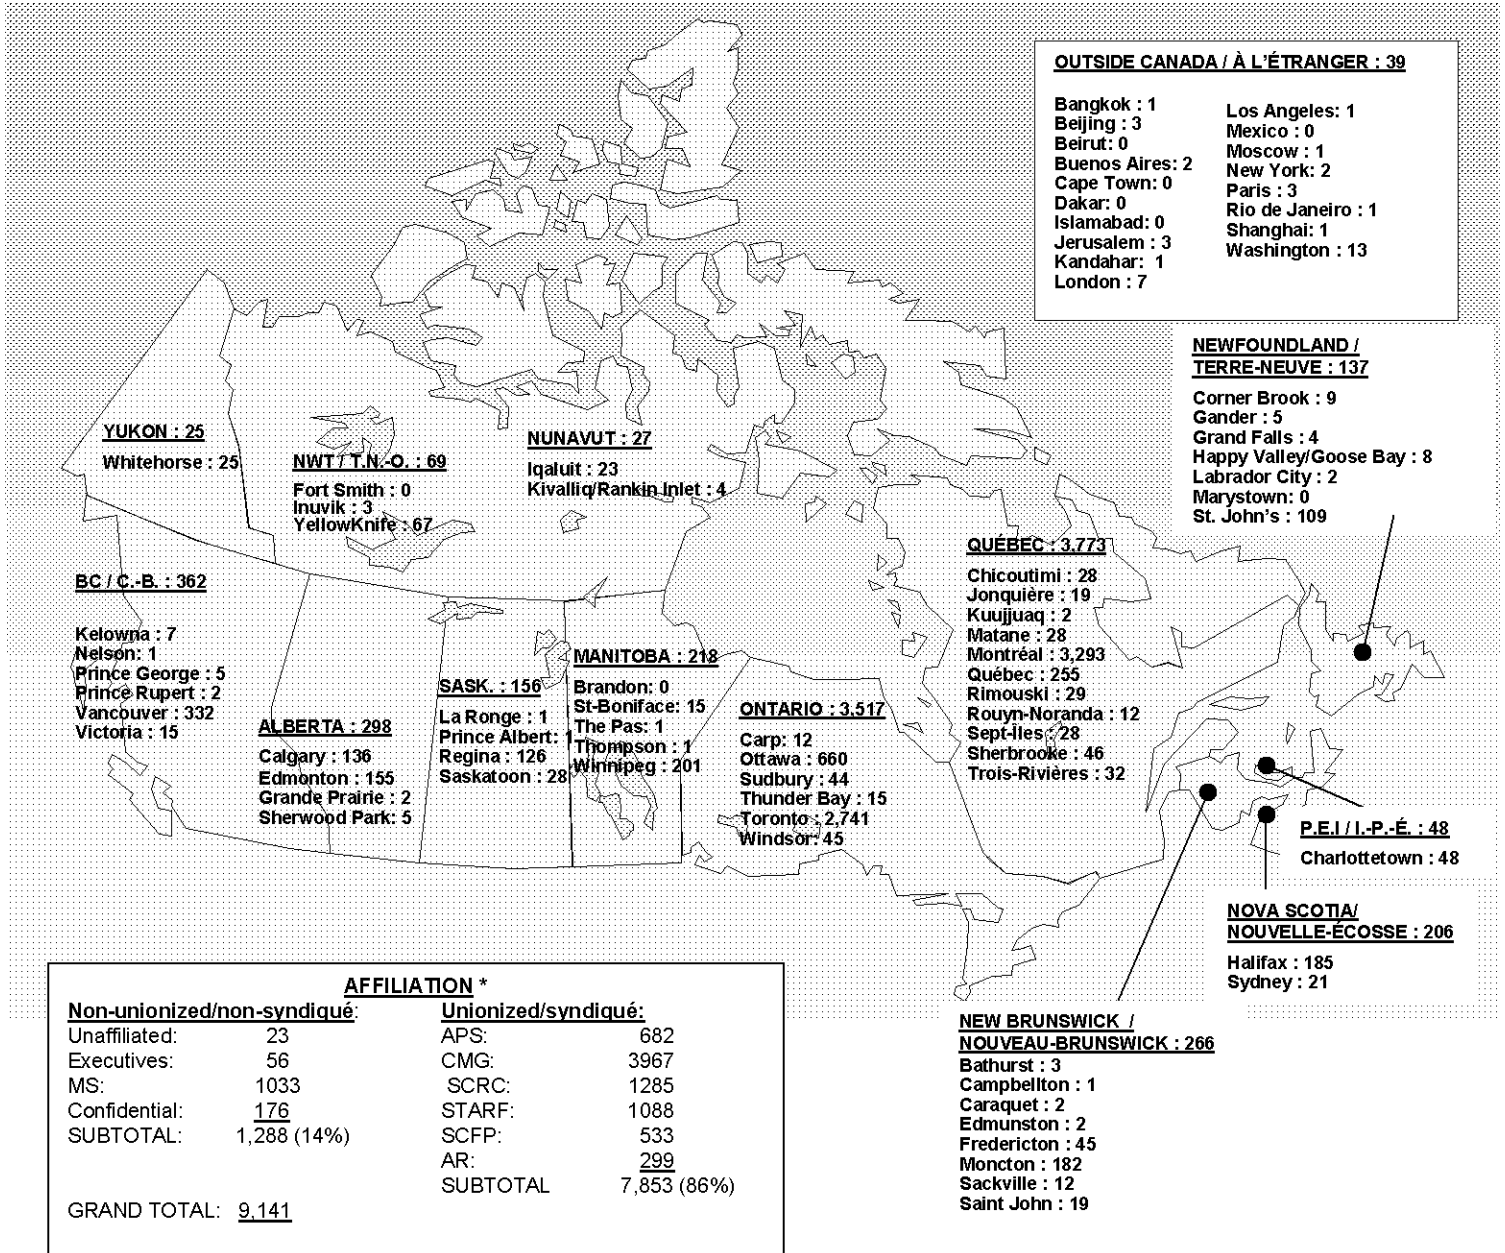 OUTSIDE CANADA / À L'ÉTRANGER : 39
Bangkok : 1
Beijing : 3
Beirut: 0
Buenos Aires: 2
Cape Town: 0
Dakar: 0
Islamabad: 0
Jerusalem : 3
Kandahar: 1
London : 7
Los Angeles: 1
Mexico : 0
Moscow : 1
New York: 2
Paris : 3
Rio de Janeiro : 1
Shanghai: 1
Washington : 13
NEWFOUNDLAND /
TERRE-NEUVE : 137
Corner Brook : 9
Gander : 5
Grand Falls : 4
Happy Valley/Goose Bay : 8
Labrador City : 2
Marystown: 0
St. John's : 109
YUKON : 25
Whitehorse : 25
NWT / T.N.-O. : 69
Fort Smith : 0
Inuvik : 3
YellowKnife : 67
NUNAVUT : 27
Iqaluit : 23
Kivalliq/Rankin Inlet : 4
BC / C.-B. : 362
Kelowna : 7
Nelson: 1
Prince George : 5
Prince Rupert : 2
Vancouver : 332
Victoria : 15
ALBERTA : 298
Calgary : 136
Edmonton : 155
Grande Prairie : 2
Sherwood Park: 5
SASK. : 156
La Ronge : 1
Prince Albert: 1
Regina : 126
Saskatoon : 28
MANITOBA : 218
Brandon: 0
St-Boniface: 15
The Pas: 1
Thompson : 1
Winnipeg : 201
ONTARIO : 3,517
Carp: 12
Ottawa : 660
Sudbury : 44
Thunder Bay : 15
Toronto : 2,741
Windsor: 45
QUÉBEC : 3,773
Chicoutimi : 28
Jonquière : 19
Kuujjuaq : 2
Matane : 28
Montréal : 3,293
Québec : 255
Rimouski : 29
Rouyn-Noranda : 12
Sept-Îles : 28
Sherbrooke : 46
Trois-Rivières : 32
P.E.I / I.-P.-É. : 48
Charlottetown : 48
NOVA SCOTIA/
NOUVELLE-ÉCOSSE : 206
Halifax : 185
Sydney : 21
NEW BRUNSWICK /
NOUVEAU-BRUNSWICK : 266
Bathurst : 3
Campbellton : 1
Caraquet : 2
Edmunston : 2
Fredericton : 45
Moncton : 182
Sackville : 12
Saint John : 19
AFFILIATION *
Non-unionized/non-syndiqué:
Unaffiliated: 23
Executives: 56
MS: 1033
Confidential: 176
SUBTOTAL: 1,288 (14%)
GRAND TOTAL: 9,141
Unionized/syndiqué:
APS: 682
CMG: 3967
SCRC: 1285
STARF: 1088
SCFP: 533
AR: 299
SUBTOTAL 7,853 (86%)